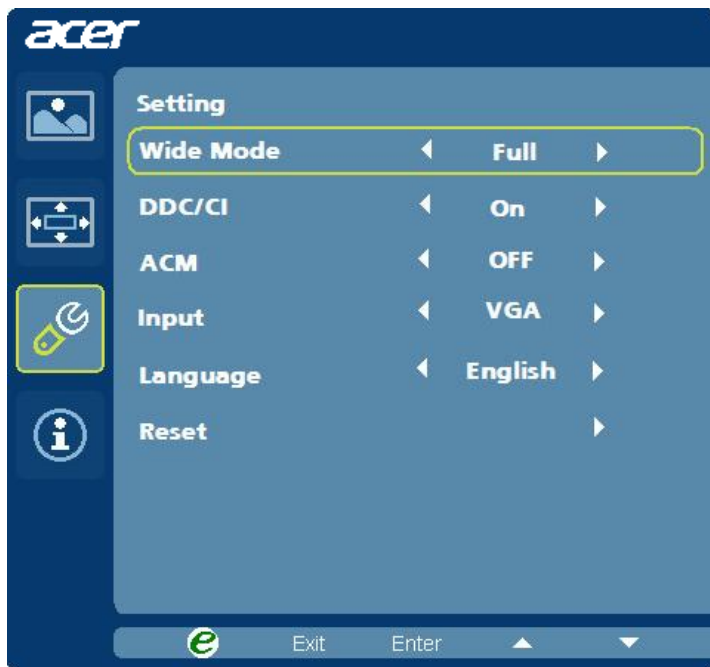 acer
Setting
Wide Mode Full
DDC/CI On
ACM OFF
Input VGA
Language English
Reset
e Exit Enter